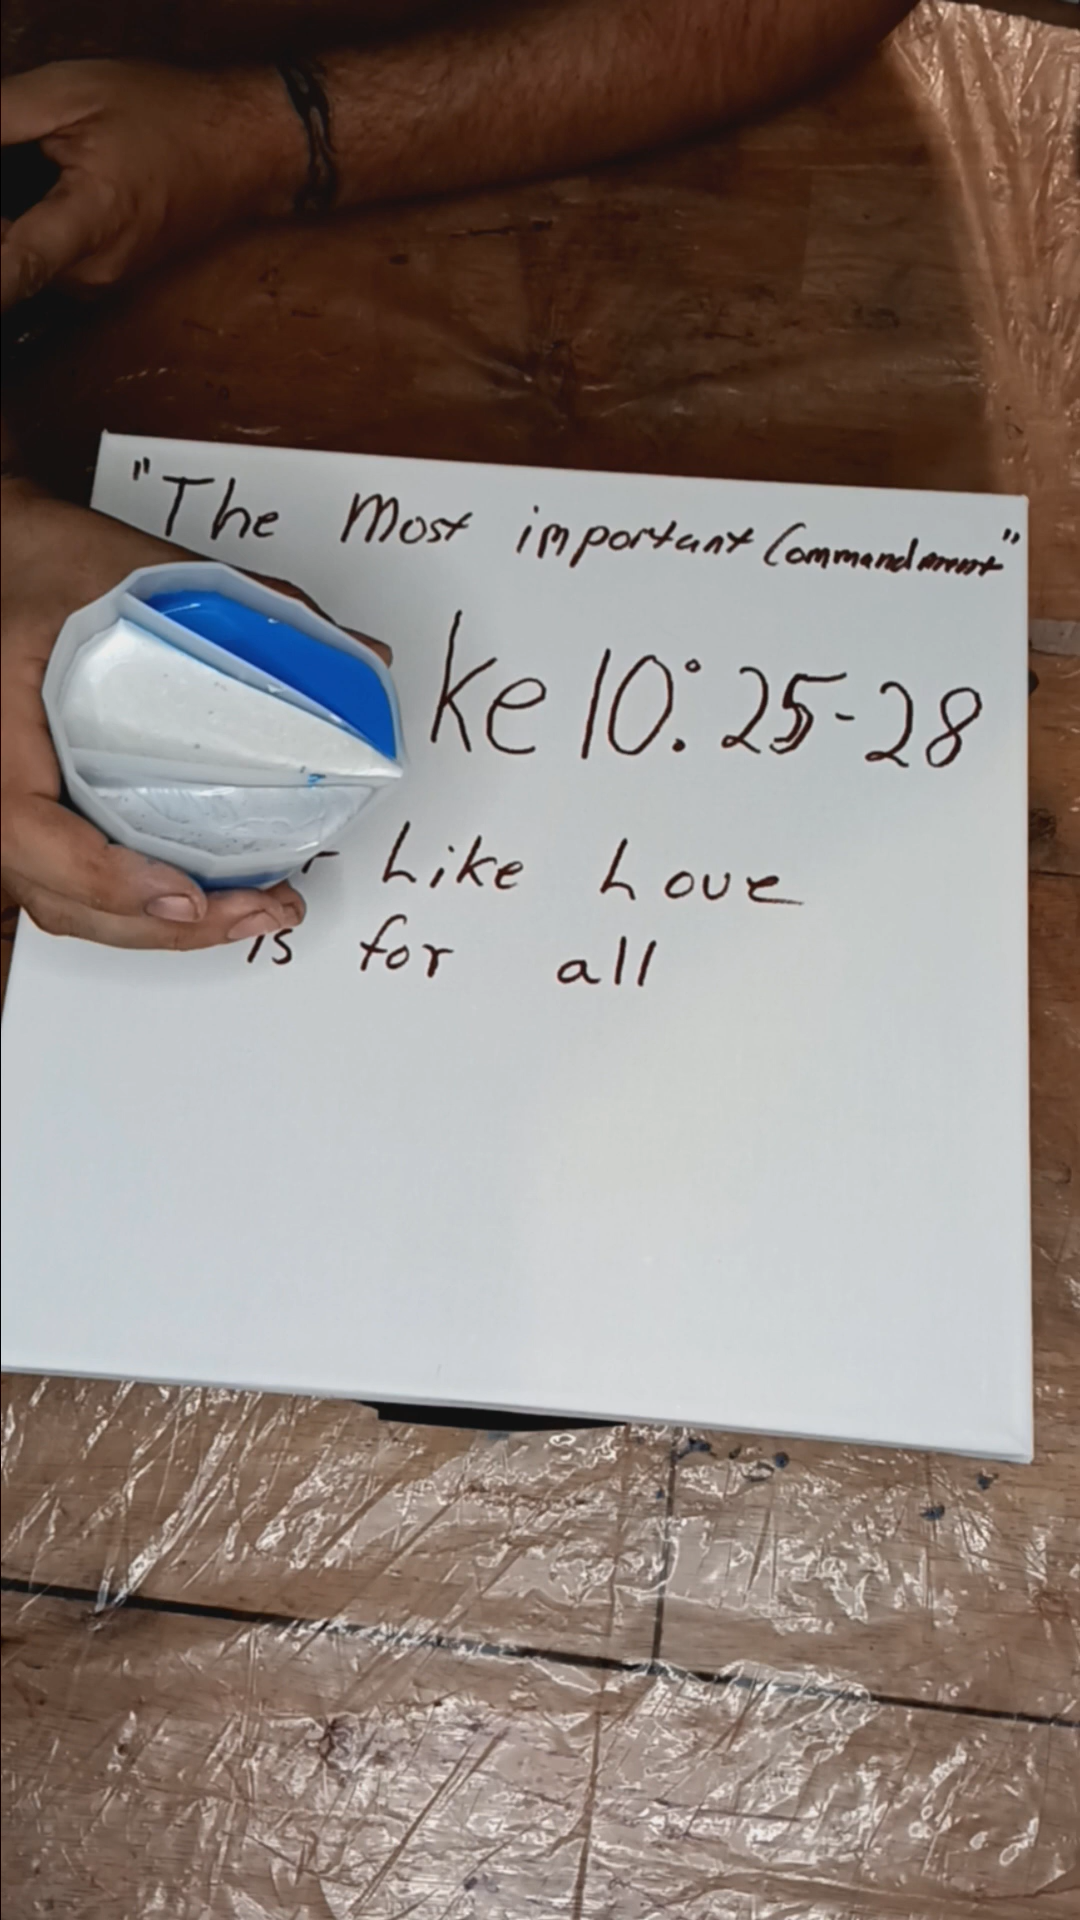 "The Most important Commandment"
ke 10:25-28
r Like Love
is for all